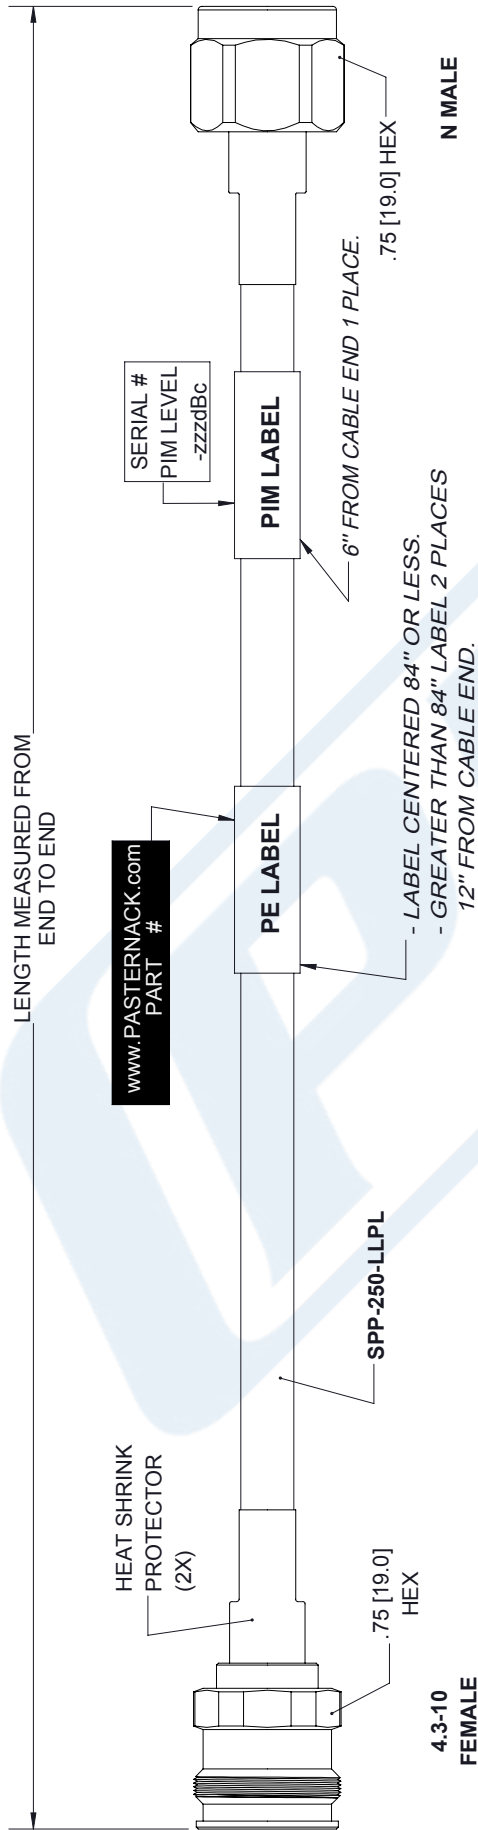 LENGTH MEASURED FROM
END TO END
HEAT SHRINK
PROTECTOR
(2X)
www.PASTERNACK.com
PART #
SERIAL #
PIM LEVEL
-zzzdBc
PE LABEL
PIM LABEL
.75 [19.0]
HEX
SPP-250-LLPL
- LABEL CENTERED 84" OR LESS.
- GREATER THAN 84" LABEL 2 PLACES
12" FROM CABLE END.
6" FROM CABLE END 1 PLACE.
.75 [19.0] HEX
4.3-10
FEMALE
N MALE